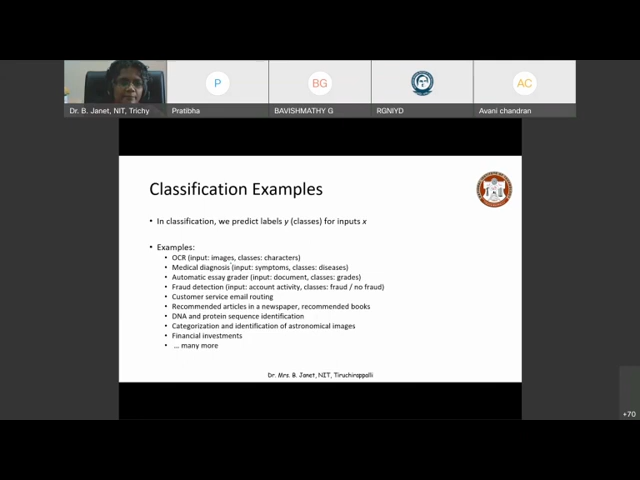 P
BG
AC
Dr. B. Janet, NIT, Trichy
Pratibha
BAVISHMATHY G
RGNIYD
Avani chandran
Classification Examples
• In classification, we predict labels y (classes) for inputs x
• Examples:
• OCR (input: images, classes: characters)
• Medical diagnosis (input: symptoms, classes: diseases)
• Automatic essay grader (input: document, classes: grades)
• Fraud detection (input: account activity, classes: fraud / no fraud)
• Customer service email routing
• Recommended articles in a newspaper, recommended books
• DNA and protein sequence identification
• Categorization and identification of astronomical images
• Financial investments
• ... many more
Dr. Mrs. B. Janet, NIT, Tiruchirappalli
+70